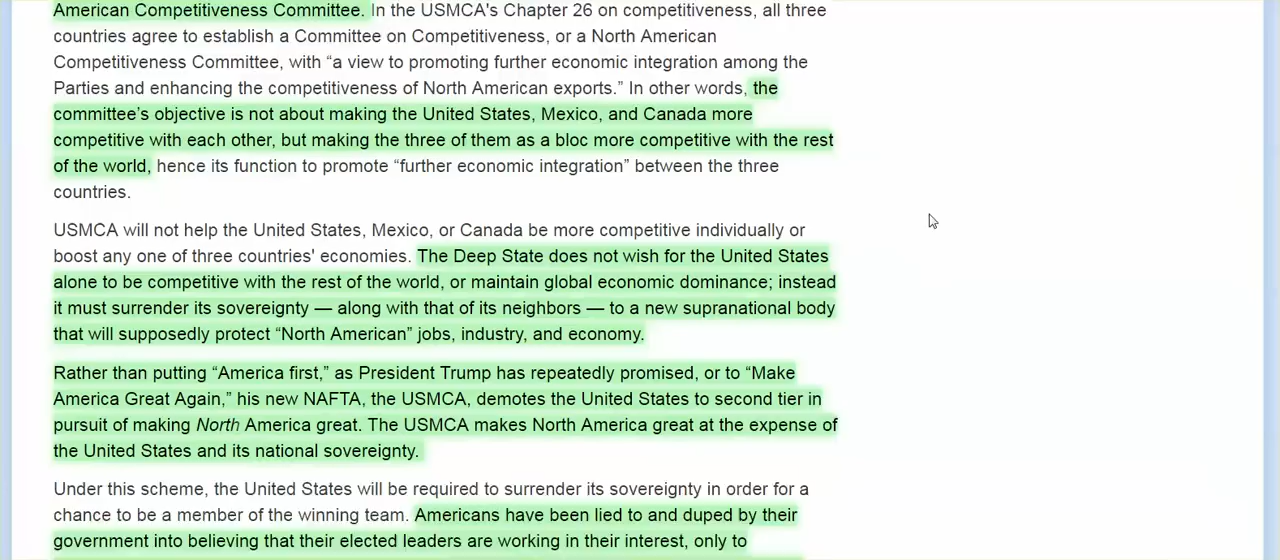 American Competitiveness Committee. In the USMCA's Chapter 26 on competitiveness, all three
countries agree to establish a Committee on Competitiveness, or a North American
Competitiveness Committee, with “a view to promoting further economic integration among the
Parties and enhancing the competitiveness of North American exports.” In other words, the
committee’s objective is not about making the United States, Mexico, and Canada more
competitive with each other, but making the three of them as a bloc more competitive with the rest
of the world, hence its function to promote “further economic integration” between the three
countries.
USMCA will not help the United States, Mexico, or Canada be more competitive individually or
boost any one of three countries' economies. The Deep State does not wish for the United States
alone to be competitive with the rest of the world, or maintain global economic dominance; instead
it must surrender its sovereignty — along with that of its neighbors — to a new supranational body
that will supposedly protect “North American” jobs, industry, and economy.
Rather than putting “America first,” as President Trump has repeatedly promised, or to “Make
America Great Again,” his new NAFTA, the USMCA, demotes the United States to second tier in
pursuit of making North America great. The USMCA makes North America great at the expense of
the United States and its national sovereignty.
Under this scheme, the United States will be required to surrender its sovereignty in order for a
chance to be a member of the winning team. Americans have been lied to and duped by their
government into believing that their elected leaders are working in their interest, only to